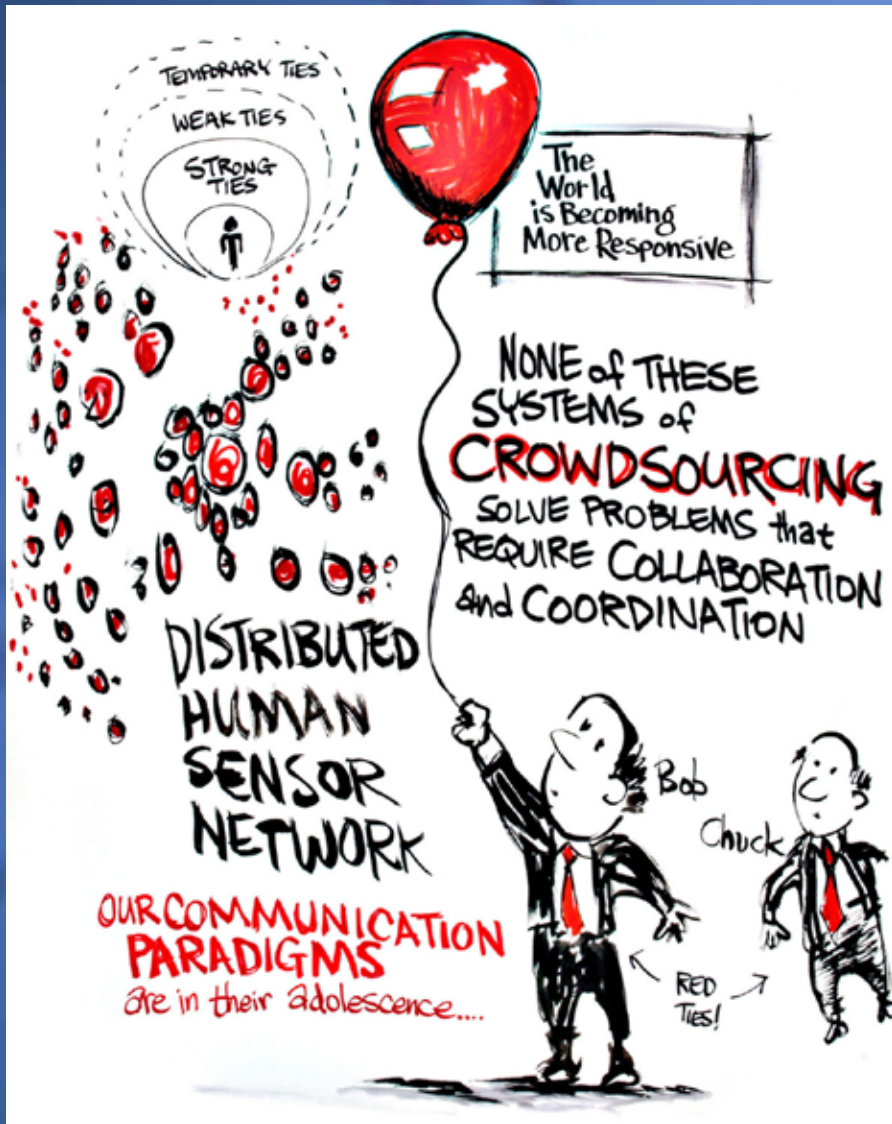 TEMPORARY TIES
WEAK TIES
STRONG
TIES
The
World
is Becoming
More Responsive
NONE of THESE
SYSTEMS of
CROWDSOURCING
SOLVE PROBLEMS that
REQUIRE COLLABORATION
and COORDINATION
DISTRIBUTED
HUMAN
SENSOR
NETWORK
OUR COMMUNICATION
PARADIGMS
are in their adolescence....
Bob
Chuck
RED
TIES!